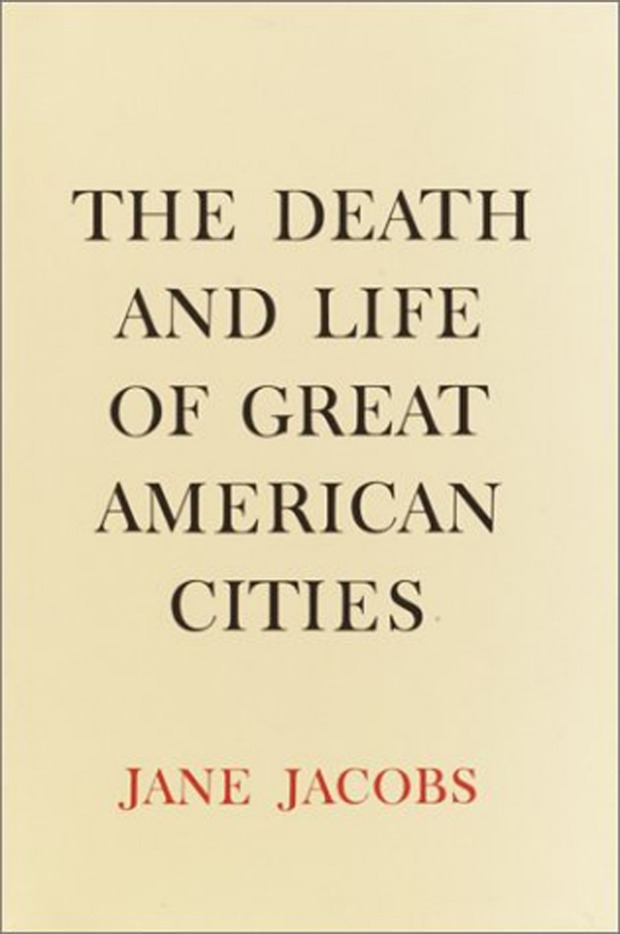 THE DEATH
AND LIFE
OF GREAT
AMERICAN
CITIES
JANE JACOBS